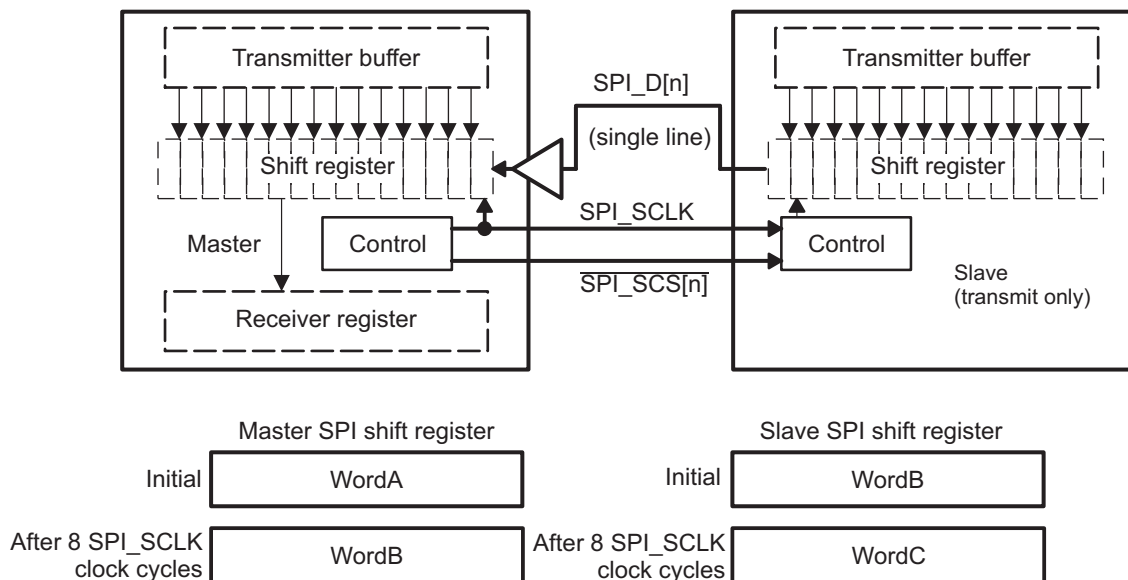 Transmitter buffer
Transmitter buffer
SPI_D[n]
(single line)
Shift register
Shift register
SPI_SCLK
Master
Control
Control
SPI_SCS[n]
Slave
(transmit only)
Receiver register
Master SPI shift register
Slave SPI shift register
Initial
WordA
Initial
WordB
After 8 SPI_SCLK
clock cycles
WordB
After 8 SPI_SCLK
clock cycles
WordC